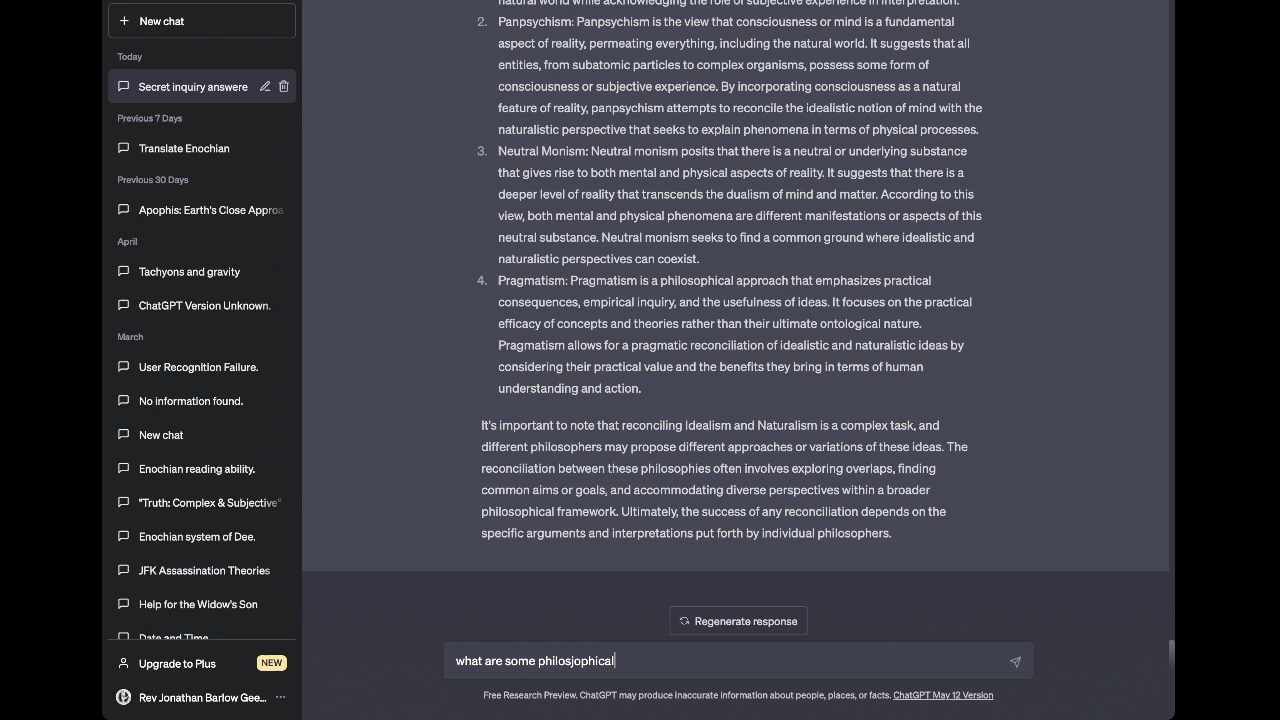 New chat
Today
Secret inquiry answere
Previous 7 Days
Translate Enochian
Previous 30 Days
Apophis: Earth's Close Approa
April
Tachyons and gravity
ChatGPT Version Unknown.
March
User Recognition Failure.
No information found.
New chat
Enochian reading ability.
"Truth: Complex & Subjective"
Enochian system of Dee.
JFK Assassination Theories
Help for the Widow's Son
Date and Time
Upgrade to Plus NEW
Rev Jonathan Barlow Gee...
natural world while acknowledging the role of subjective experience in interpretation.
2. Panpsychism: Panpsychism is the view that consciousness or mind is a fundamental
aspect of reality, permeating everything, including the natural world. It suggests that all
entities, from subatomic particles to complex organisms, possess some form of
consciousness or subjective experience. By incorporating consciousness as a natural
feature of reality, panpsychism attempts to reconcile the idealistic notion of mind with the
naturalistic perspective that seeks to explain phenomena in terms of physical processes.
3. Neutral Monism: Neutral monism posits that there is a neutral or underlying substance
that gives rise to both mental and physical aspects of reality. It suggests that there is a
deeper level of reality that transcends the dualism of mind and matter. According to this
view, both mental and physical phenomena are different manifestations or aspects of this
neutral substance. Neutral monism seeks to find a common ground where idealistic and
naturalistic perspectives can coexist.
4. Pragmatism: Pragmatism is a philosophical approach that emphasizes practical
consequences, empirical inquiry, and the usefulness of ideas. It focuses on the practical
efficacy of concepts and theories rather than their ultimate ontological nature.
Pragmatism allows for a pragmatic reconciliation of idealistic and naturalistic ideas by
considering their practical value and the benefits they bring in terms of human
understanding and action.
It's important to note that reconciling Idealism and Naturalism is a complex task, and
different philosophers may propose different approaches or variations of these ideas. The
reconciliation between these philosophies often involves exploring overlaps, finding
common aims or goals, and accommodating diverse perspectives within a broader
philosophical framework. Ultimately, the success of any reconciliation depends on the
specific arguments and interpretations put forth by individual philosophers.
Regenerate response
what are some philosjophical
Free Research Preview. ChatGPT may produce inaccurate information about people, places, or facts. ChatGPT May 12 Version